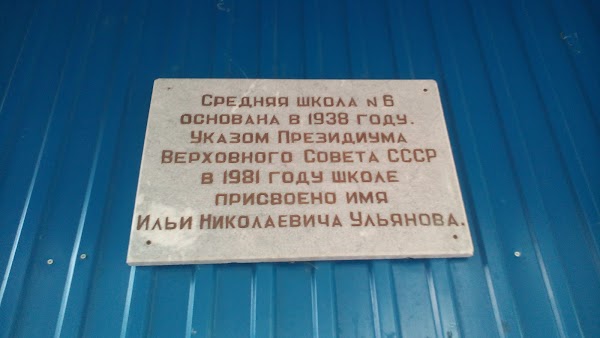 Средняя школа N 6
основана в 1938 году.
Указом Президиума
Верховного Совета СССР
в 1981 году школе
присвоено имя
Ильи Николаевича Ульянова.